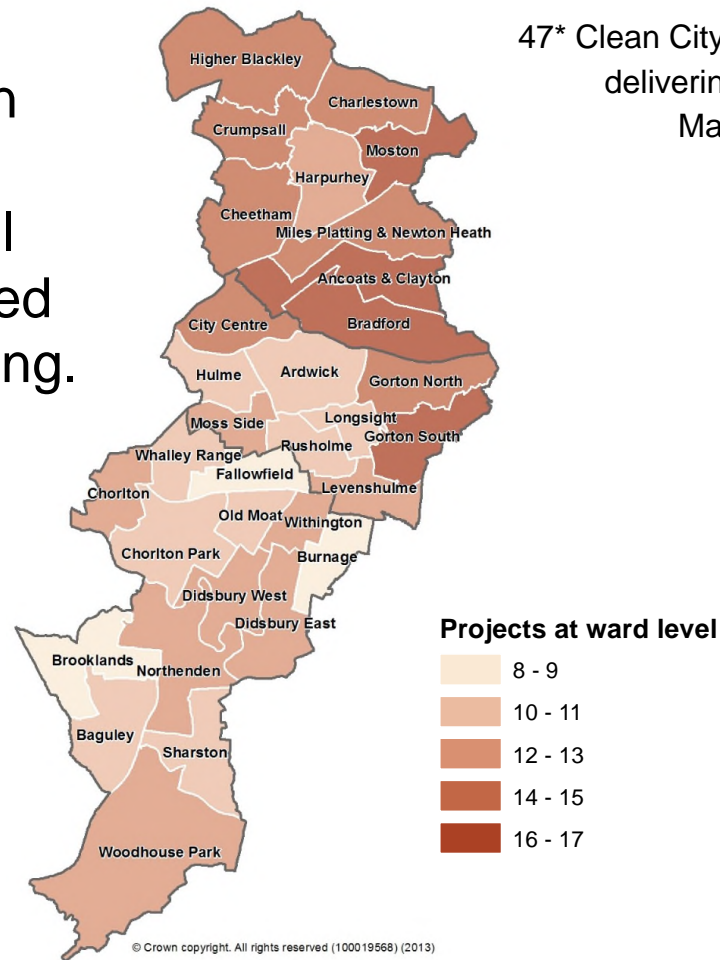 47* Clean City
delivering
Ma
n
l
ed
ng.
Higher Blackley
Charlestown
Crumpsall
Moston
Harpurhey
Cheetham
Miles Platting & Newton Heath
Ancoats & Clayton
City Centre
Bradford
Hulme
Ardwick
Gorton North
Moss Side
Longsight
Gorton South
Rusholme
Whalley Range
Fallowfield
Chorlton
Levenshulme
Old Moat
Withington
Chorlton Park
Burnage
Didsbury West
Didsbury East
Brooklands
Northenden
Baguley
Sharston
Woodhouse Park
Projects at ward level
8 - 9
10 - 11
12 - 13
14 - 15
16 - 17
© Crown copyright. All rights reserved (100019568) (2013)